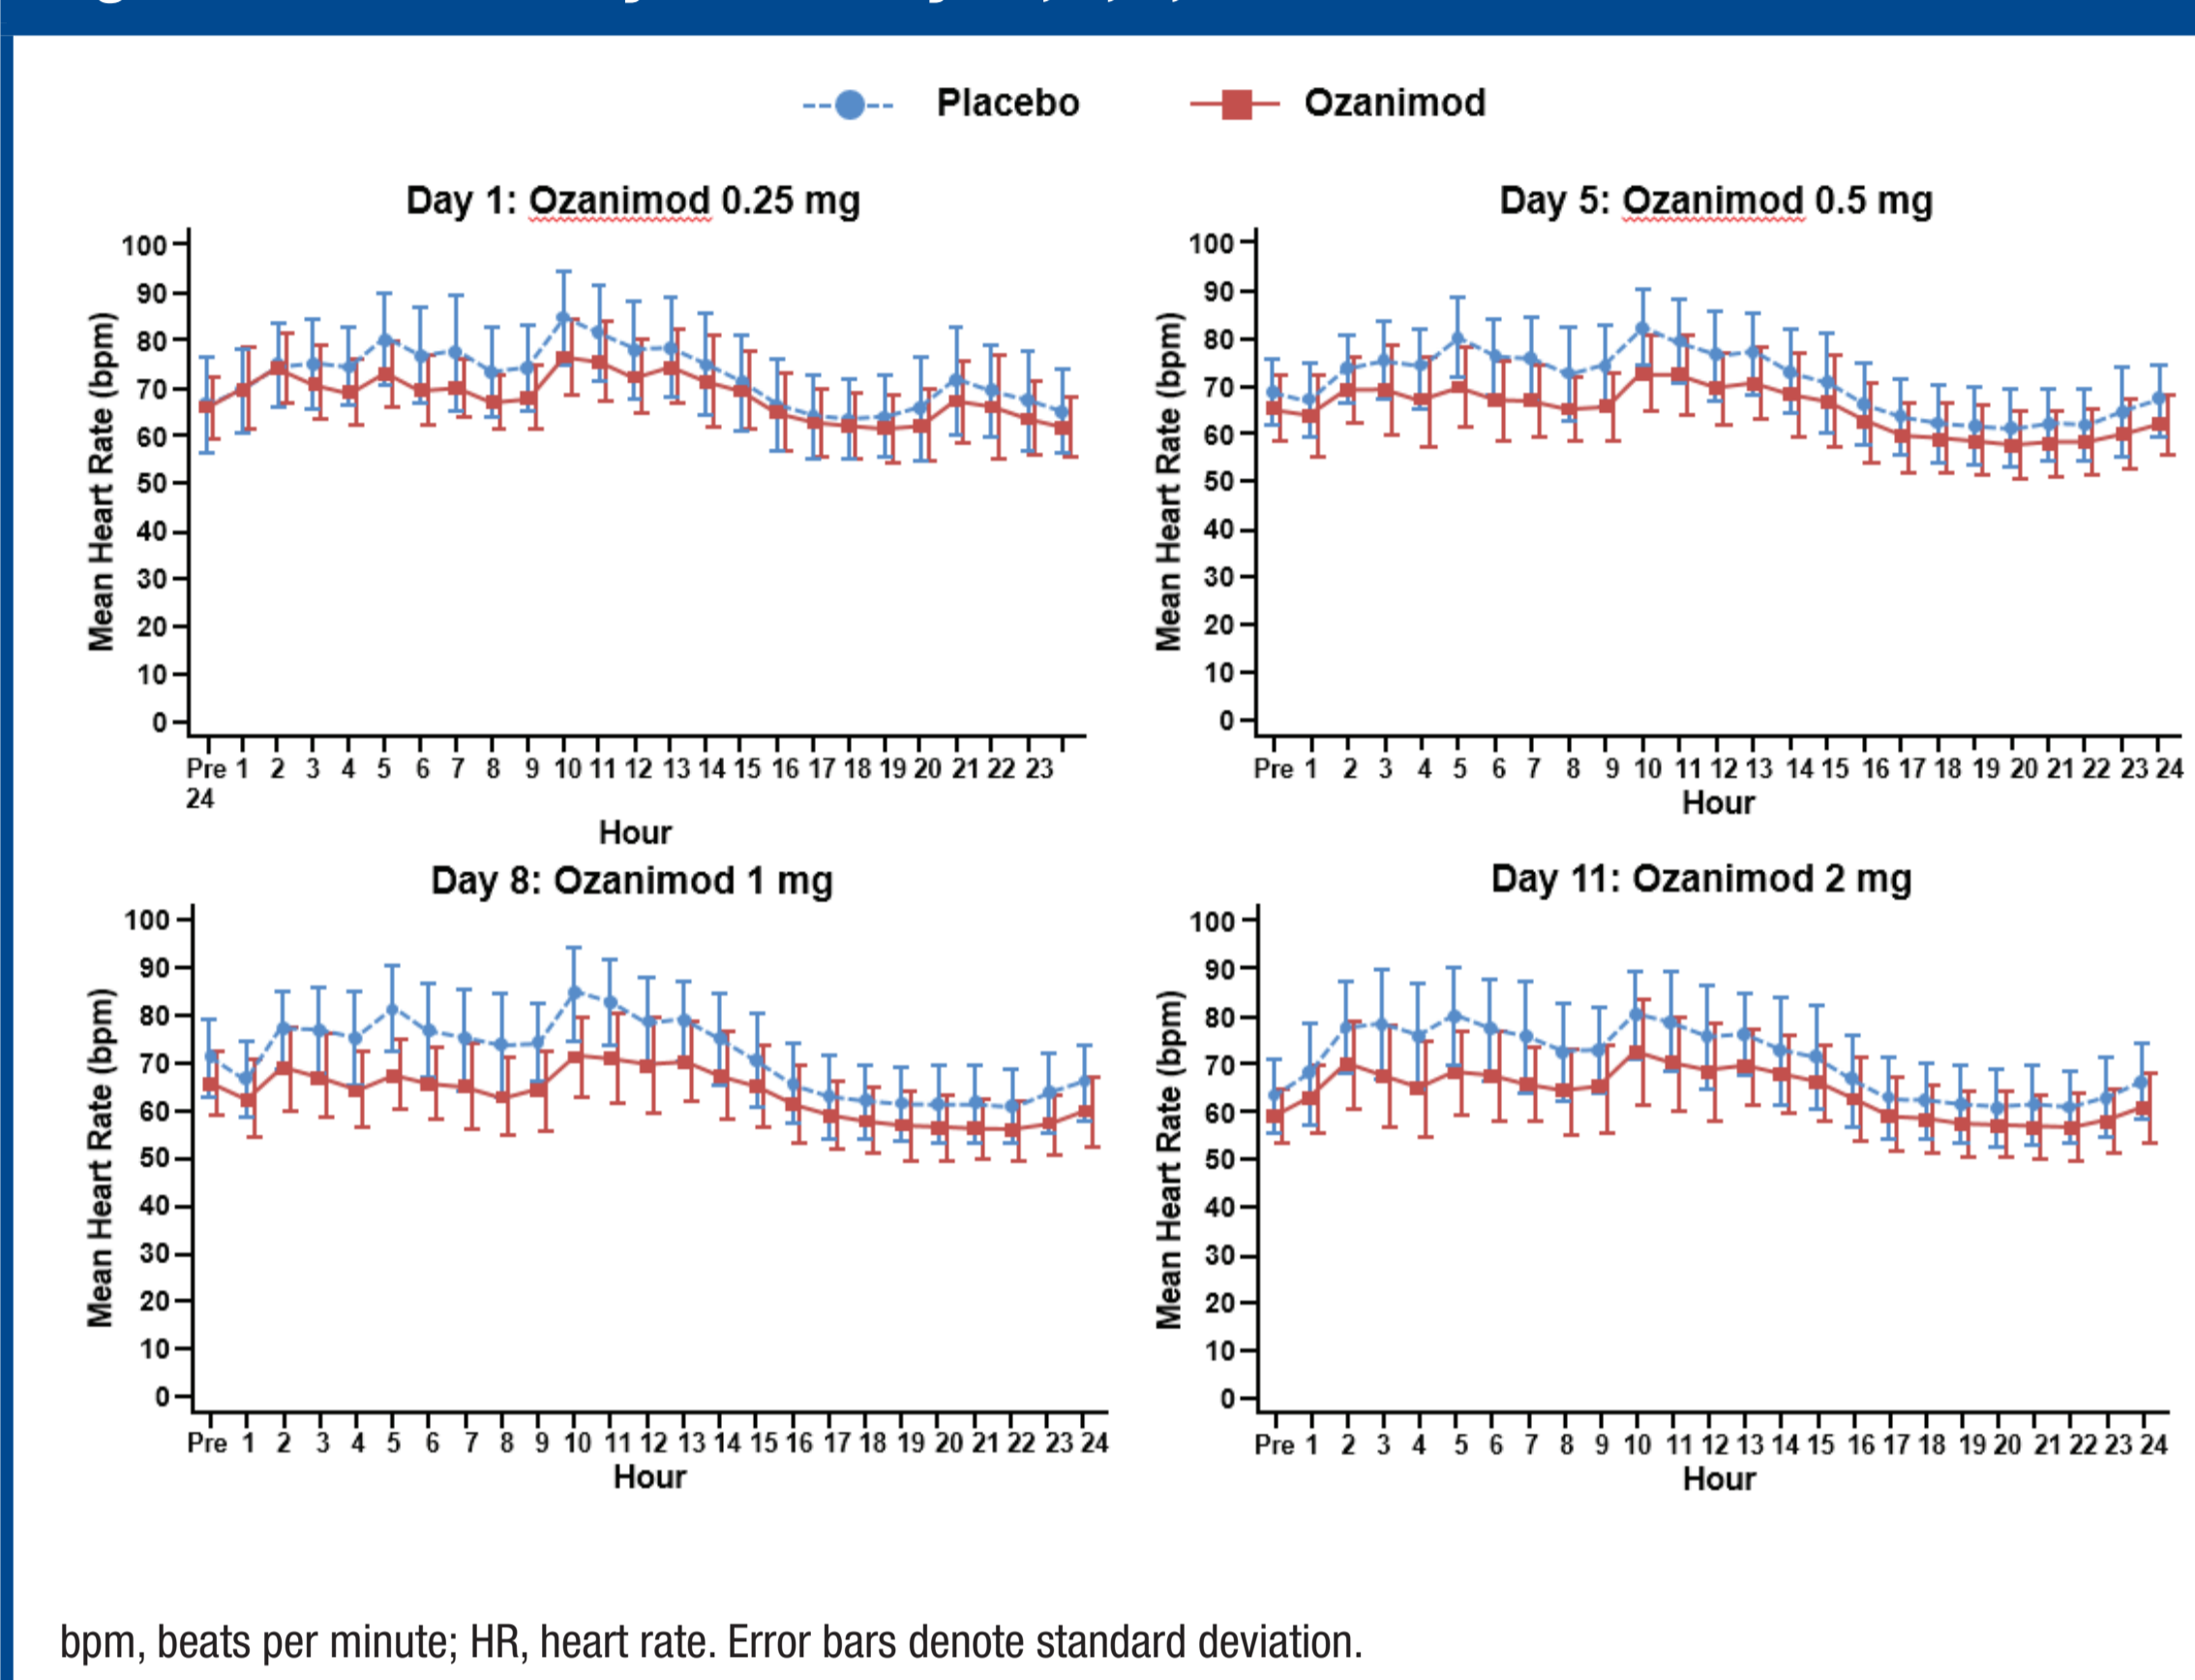 Placebo Ozanimod
Day 1: Ozanimod 0.25 mg
Mean Heart Rate (bpm)
100
90
80
70
60
50
40
30
20
10
0
Pre 1 2 3 4 5 6 7 8 9 10 11 12 13 14 15 16 17 18 19 20 21 22 23
24
Hour
Day 5: Ozanimod 0.5 mg
Mean Heart Rate (bpm)
100
90
80
70
60
50
40
30
20
10
0
Pre 1 2 3 4 5 6 7 8 9 10 11 12 13 14 15 16 17 18 19 20 21 22 23 24
Hour
Day 8: Ozanimod 1 mg
Mean Heart Rate (bpm)
100
90
80
70
60
50
40
30
20
10
0
Pre 1 2 3 4 5 6 7 8 9 10 11 12 13 14 15 16 17 18 19 20 21 22 23 24
Hour
Day 11: Ozanimod 2 mg
Mean Heart Rate (bpm)
100
90
80
70
60
50
40
30
20
10
0
Pre 1 2 3 4 5 6 7 8 9 10 11 12 13 14 15 16 17 18 19 20 21 22 23 24
Hour
bpm, beats per minute; HR, heart rate. Error bars denote standard deviation.